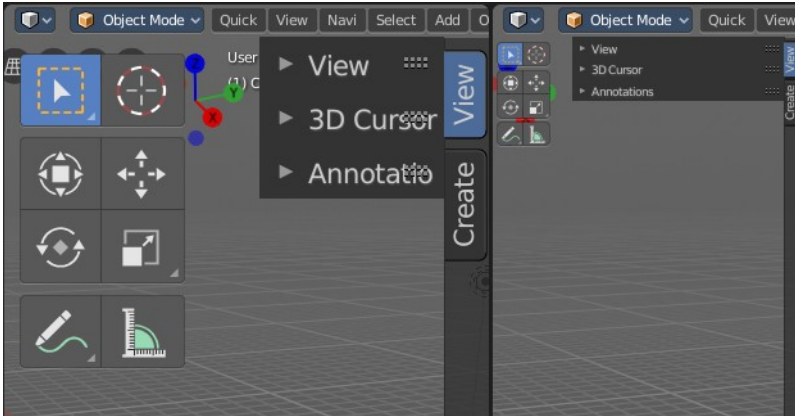 Object Mode Quick View Navi Select Add O
User
(1) C
Z
Y
X
View
3D Cursor
Annotatio
View
Create
Object Mode Quick View
View
3D Cursor
Annotations
View
Create